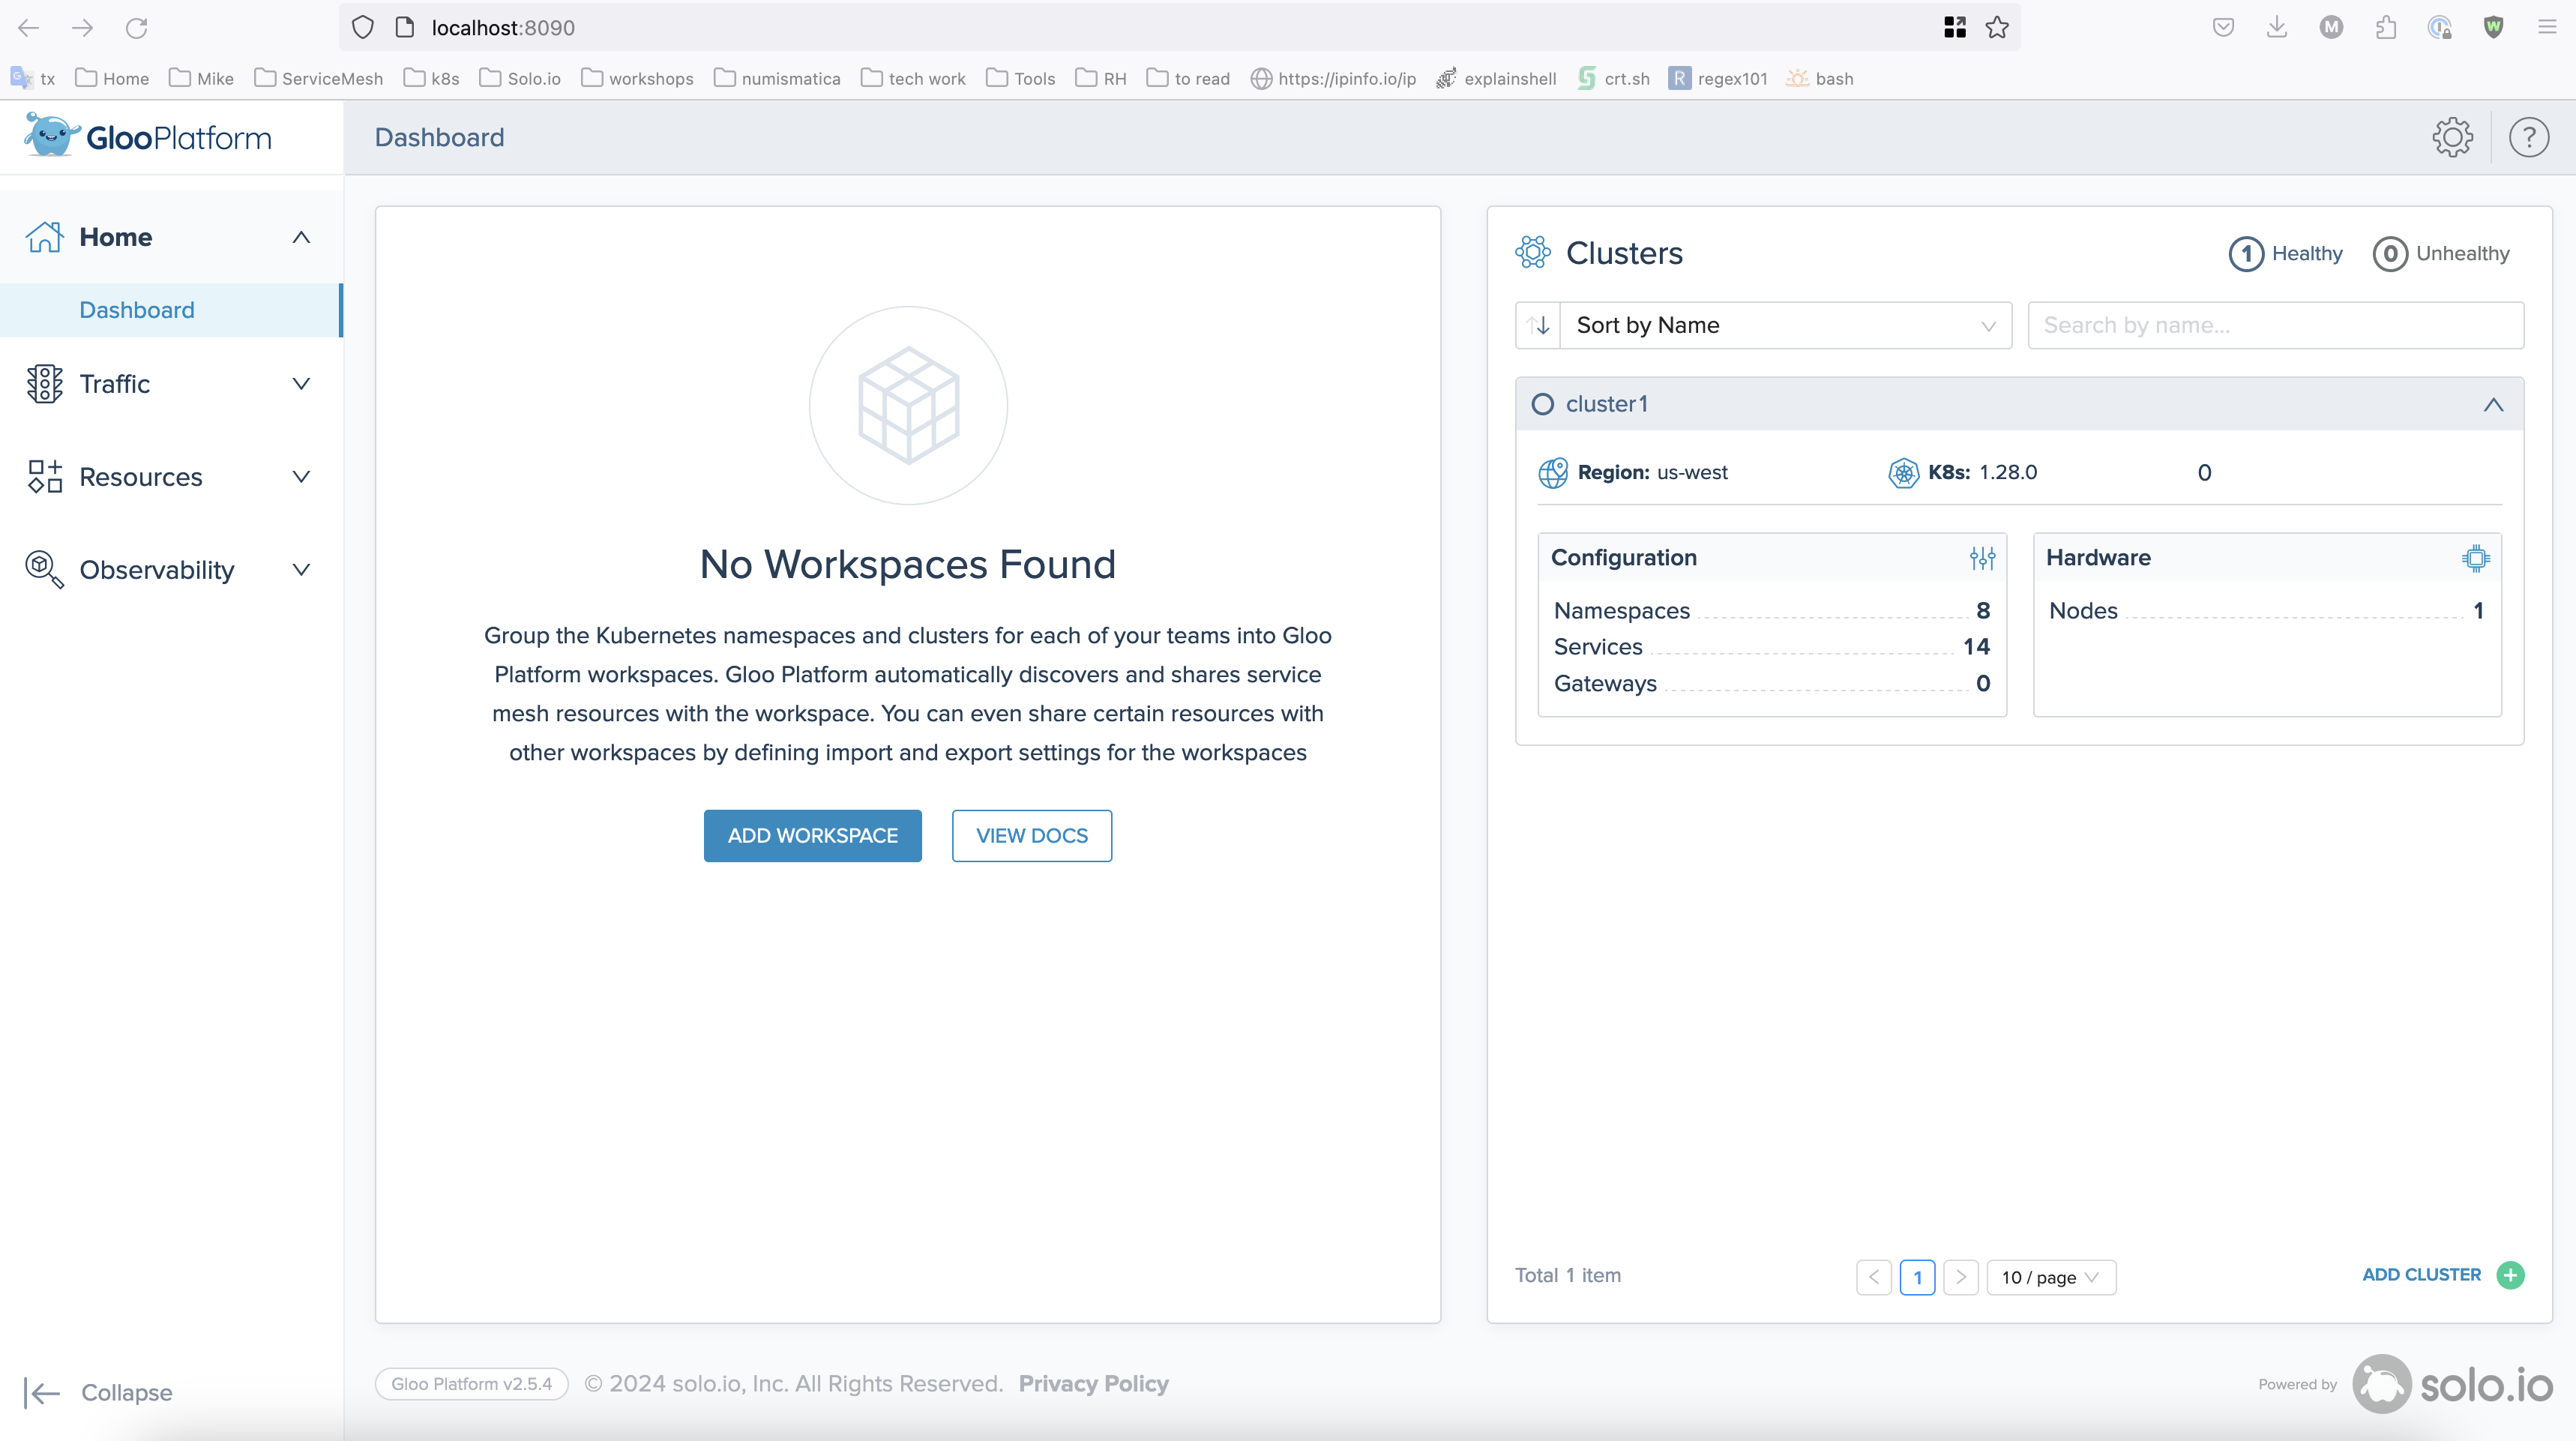 localhost:8090
M
W
tx Home Mike ServiceMesh k8s Solo.io workshops numismatica tech work Tools RH to read https://ipinfo.io/ip explainshell crt.sh R regex101 bash
GlooPlatform
Dashboard
?
Home
Dashboard
Traffic
Resources
Observability
Collapse
No Workspaces Found
Group the Kubernetes namespaces and clusters for each of your teams into Gloo
Platform workspaces. Gloo Platform automatically discovers and shares service
mesh resources with the workspace. You can even share certain resources with
other workspaces by defining import and export settings for the workspaces
ADD WORKSPACE VIEW DOCS
Clusters 1 Healthy 0 Unhealthy
Sort by Name Search by name...
cluster1
Region: us-west K8s: 1.28.0 0
Configuration
Namespaces 8
Services 14
Gateways 0
Hardware
Nodes 1
Total 1 item < 1 > 10 / page ADD CLUSTER +
Gloo Platform v2.5.4 © 2024 solo.io, Inc. All Rights Reserved. Privacy Policy
Powered by solo.io